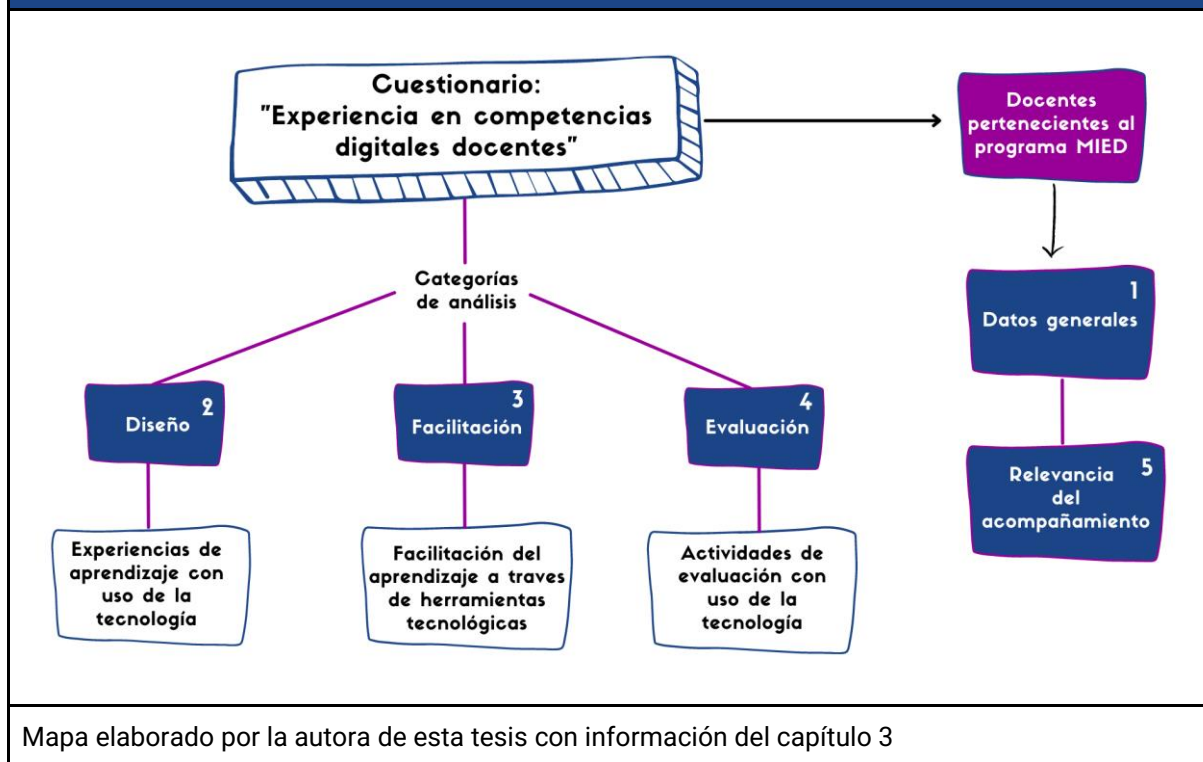 Cuestionario:
"Experiencia en competencias
digitales docentes"
Docentes
pertenecientes al
programa MIED
Categorías
de análisis
1
Datos generales
2
Diseño
3
Facilitación
4
Evaluación
5
Relevancia
del
acompañamiento
Experiencias de
aprendizaje con
uso de la
tecnología
Facilitación del
aprendizaje a traves
de herramientas
tecnológicas
Actividades de
evaluación con
uso de la
tecnología
Mapa elaborado por la autora de esta tesis con información del capítulo 3